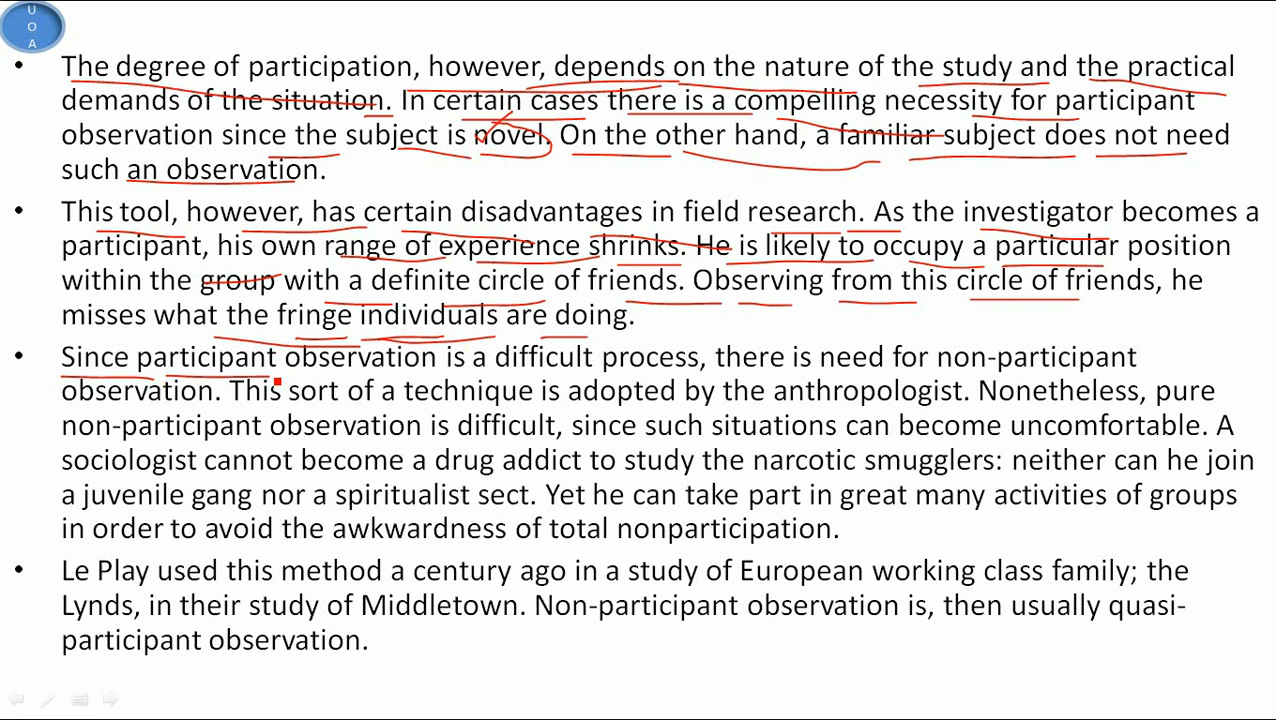 U
O
A
• The degree of participation, however, depends on the nature of the study and the practical
demands of the situation. In certain cases there is a compelling necessity for participant
observation since the subject is novel. On the other hand, a familiar subject does not need
such an observation.
• This tool, however, has certain disadvantages in field research. As the investigator becomes a
participant, his own range of experience shrinks. He is likely to occupy a particular position
within the group with a definite circle of friends. Observing from this circle of friends, he
misses what the fringe individuals are doing.
• Since participant observation is a difficult process, there is need for non-participant
observation. This sort of a technique is adopted by the anthropologist. Nonetheless, pure
non-participant observation is difficult, since such situations can become uncomfortable. A
sociologist cannot become a drug addict to study the narcotic smugglers: neither can he join
a juvenile gang nor a spiritualist sect. Yet he can take part in great many activities of groups
in order to avoid the awkwardness of total nonparticipation.
• Le Play used this method a century ago in a study of European working class family; the
Lynds, in their study of Middletown. Non-participant observation is, then usually quasi-
participant observation.